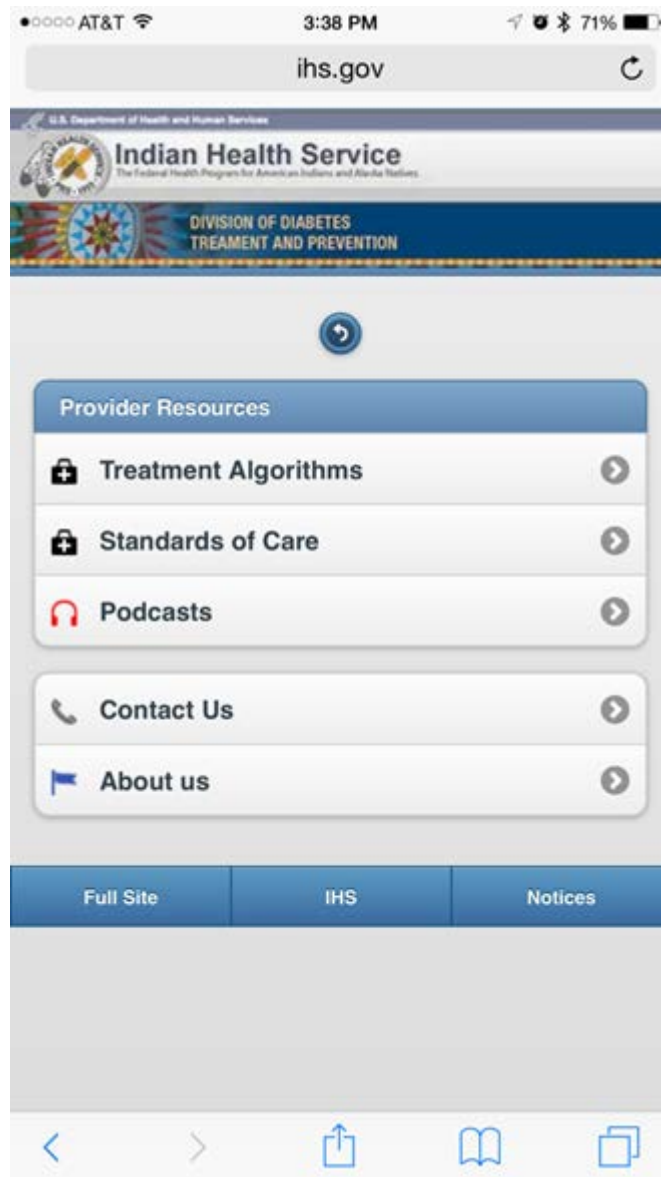 AT&T 3:38 PM 71%
ihs.gov
U.S. Department of Health and Human Services
Indian Health Service
The Federal Health Program for American Indians and Alaska Natives
DIVISION OF DIABETES
TREAMENT AND PREVENTION
Provider Resources
Treatment Algorithms
Standards of Care
Podcasts
Contact Us
About us
Full Site IHS Notices